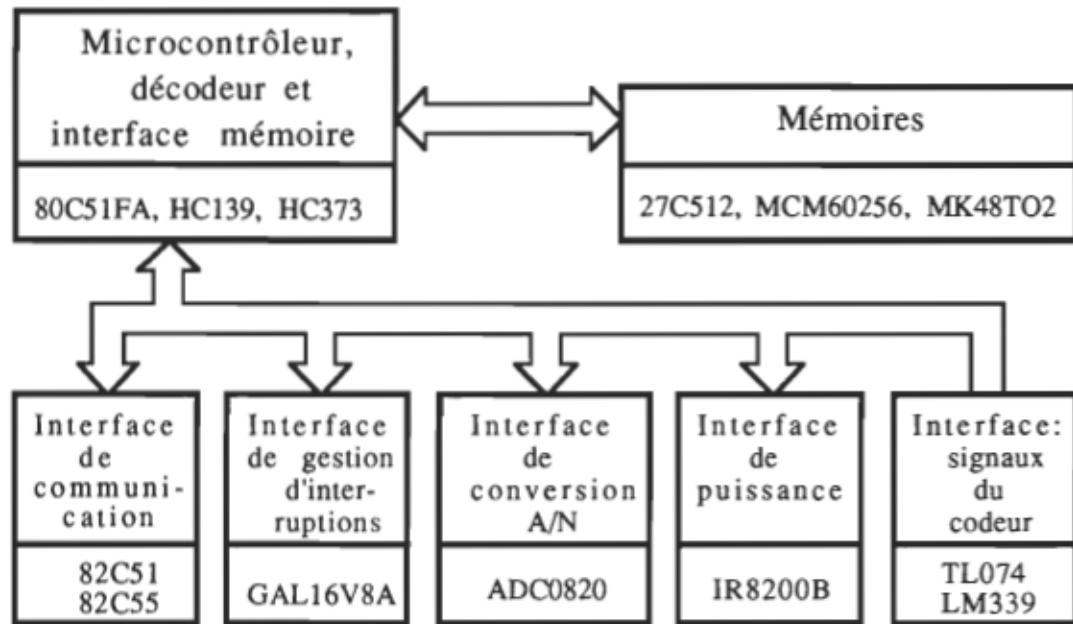 Microcontrôleur,
décodeur et
interface mémoire
80C51FA, HC139, HC373
Mémoires
27C512, MCM60256, MK48TO2
Interface
de
communi-
cation
82C51
82C55
Interface
de gestion
d'inter-
ruptions
GAL16V8A
Interface
de
conversion
A/N
ADC0820
Interface
de
puissance
IR8200B
Interface:
signaux
du
codeur
TL074
LM339